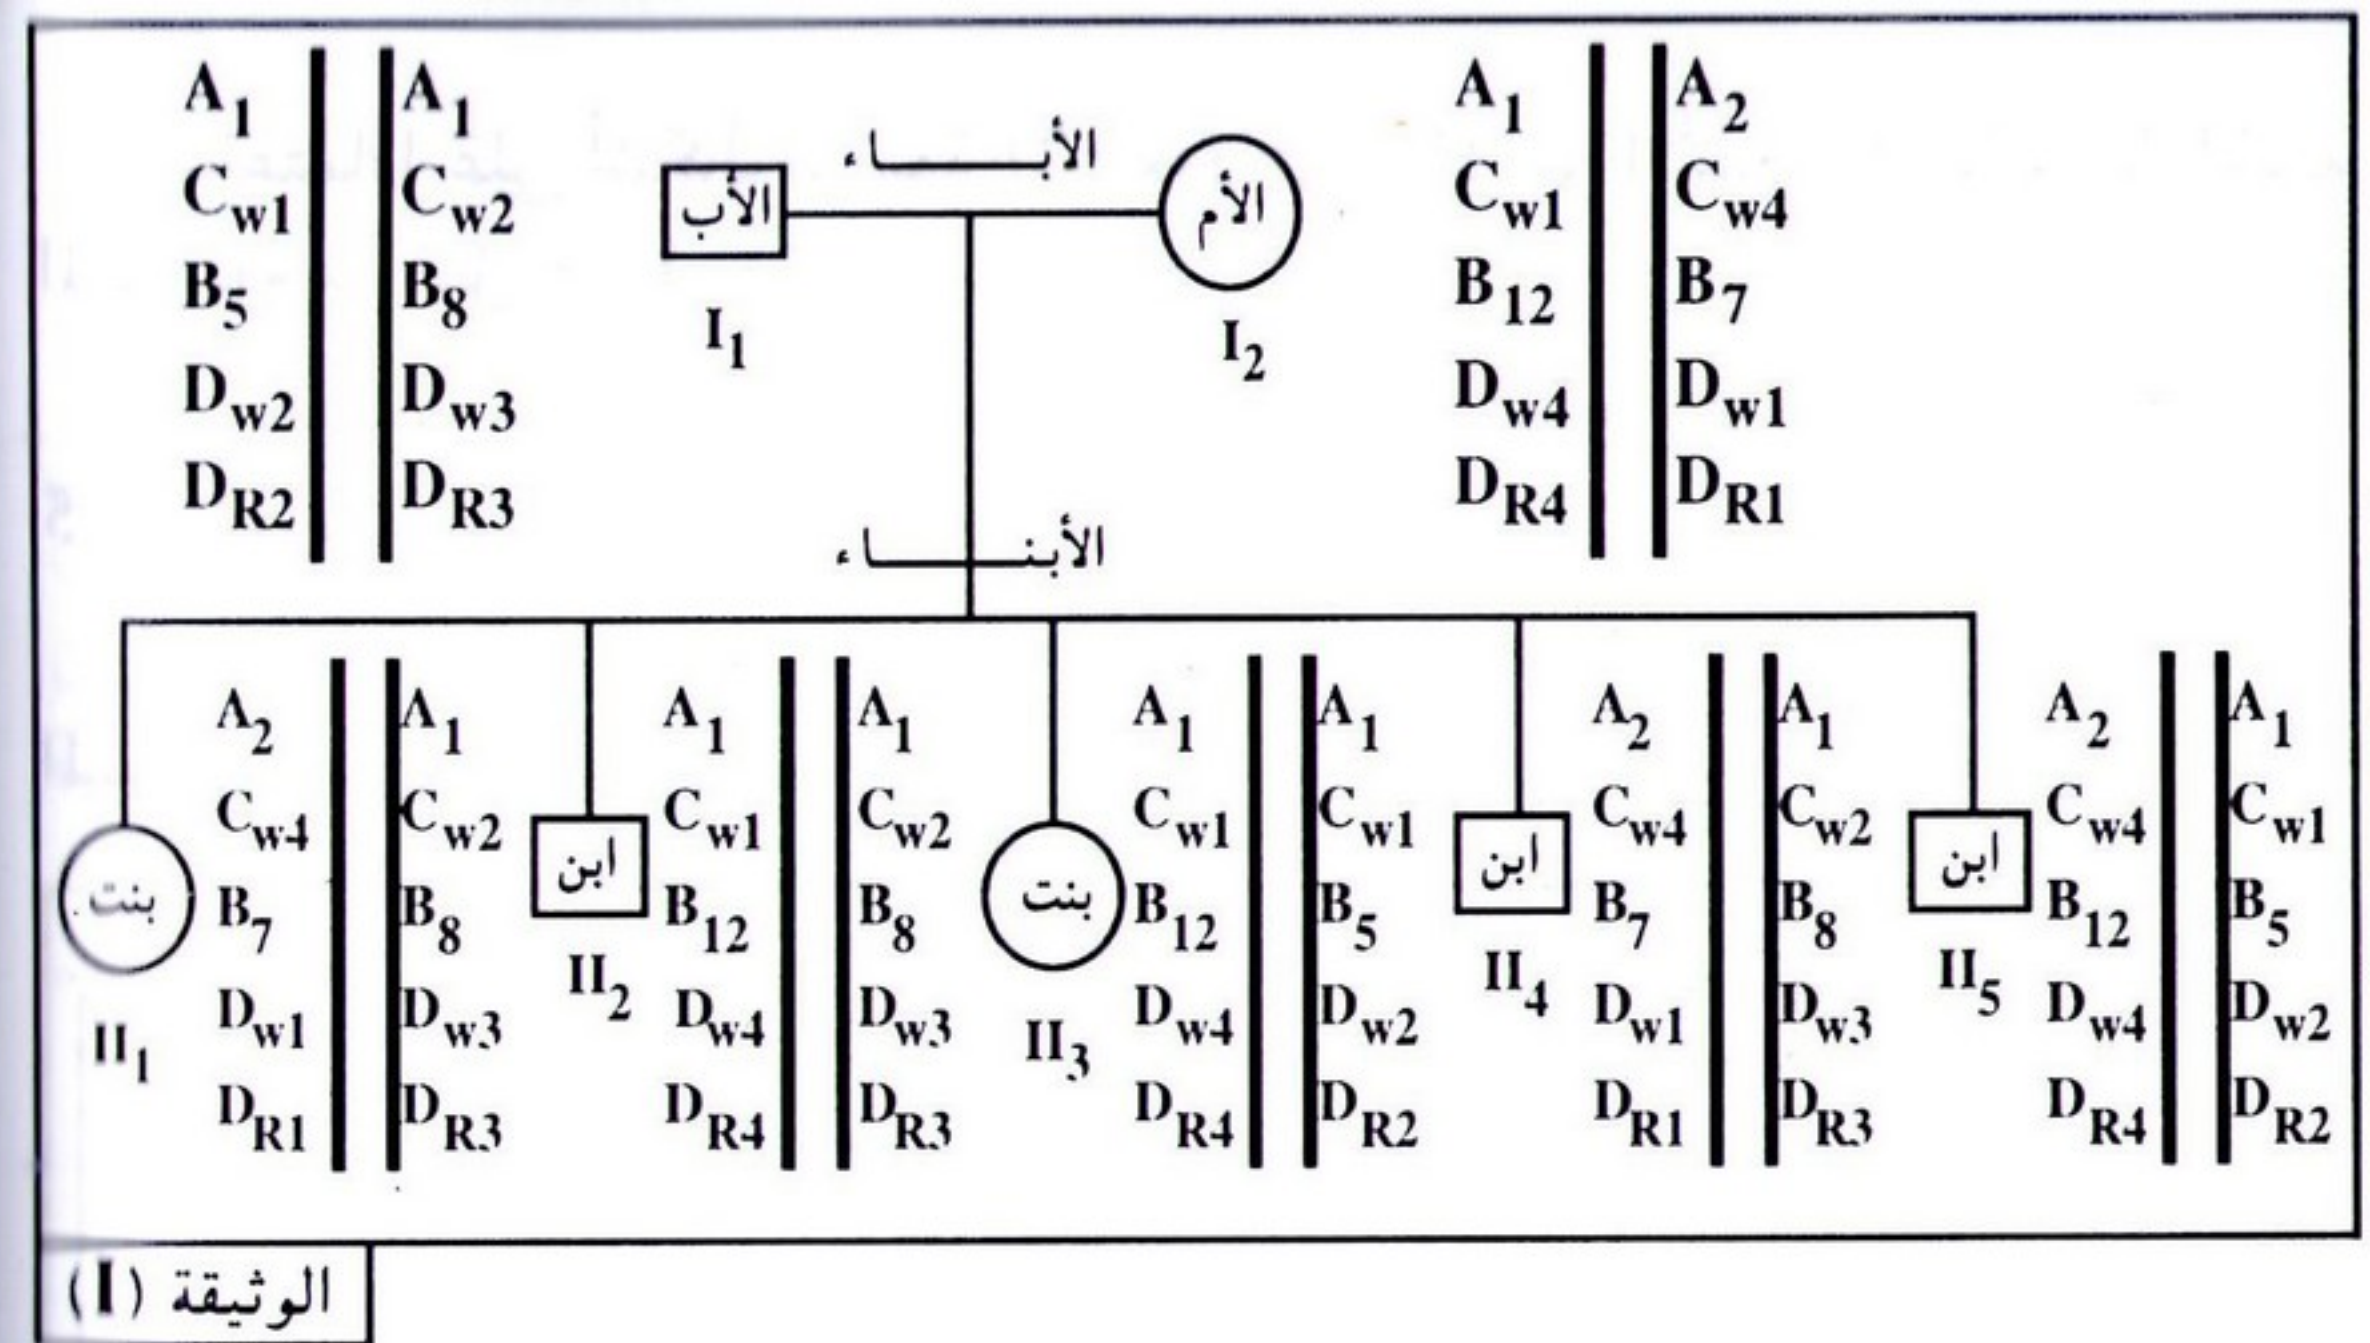 A1 A1 A1 A2
الأبـــــاء
Cw1 Cw2 الأب الأم Cw1 Cw4
B5 B8 B12 B7
I1 I2
Dw2 Dw3 Dw4 Dw1
DR2 DR3 DR4 DR1
الأبنـــــاء
A2 A1 A1 A1 A1 A1 A2 A1 A2 A1
Cw4 Cw2 Cw1 Cw2 Cw1 Cw1 Cw4 Cw2 Cw4 Cw1
بنت ابن بنت ابن ابن
B7 B8 B12 B8 B12 B5 B7 B8 B12 B5
II1 II2 II3 II4 II5
Dw1 Dw3 Dw4 Dw3 Dw4 Dw2 Dw1 Dw3 Dw4 Dw2
DR1 DR3 DR4 DR3 DR4 DR2 DR1 DR3 DR4 DR2
الوثيقة (I)